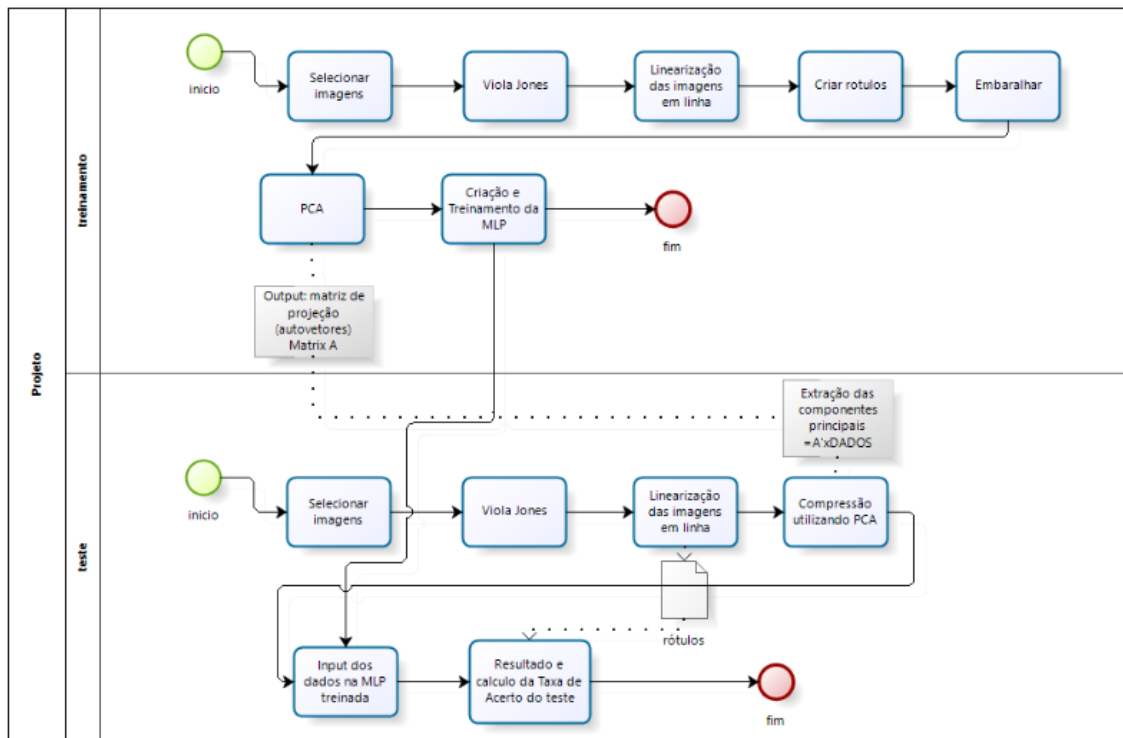 Projeto
treinamento
inicio
Selecionar
imagens
Viola Jones
Linearização
das imagens
em linha
Criar rotulos
Embaralhar
PCA
Criação e
Treinamento da
MLP
fim
Output: matriz de
projeção
(autovetores)
Matrix A
teste
Extração das
componentes
principais
=A'xDADOS
inicio
Selecionar
imagens
Viola Jones
Linearização
das imagens
em linha
Compressão
utilizando PCA
rótulos
Input dos
dados na MLP
treinada
Resultado e
calculo da Taxa de
Acerto do teste
fim